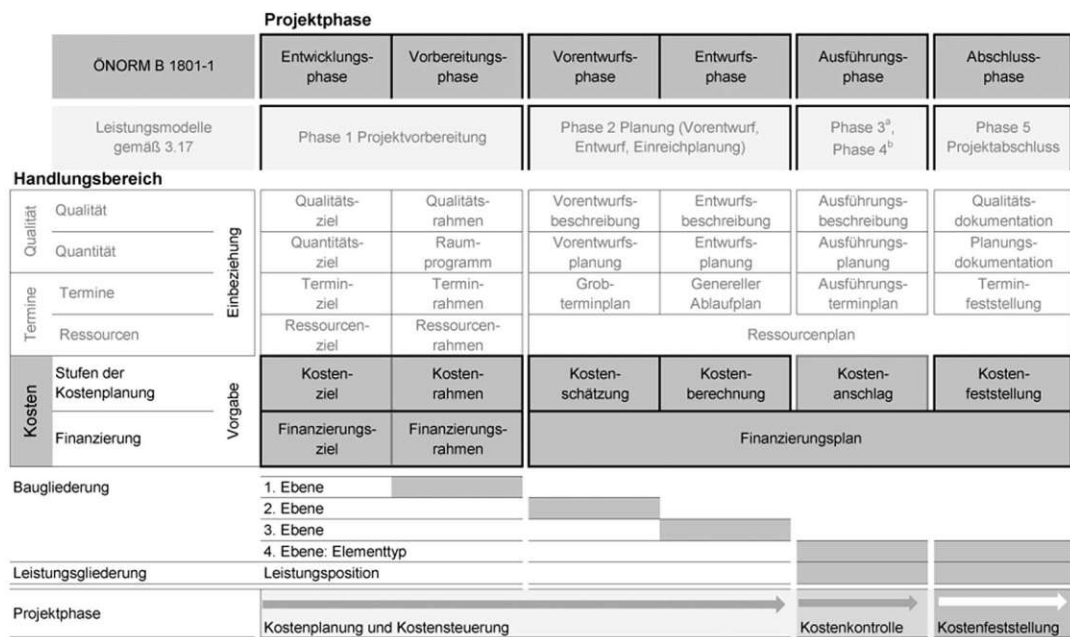 Projektphase
ÖNORM B 1801-1
Entwicklungs-
phase
Vorbereitungs-
phase
Vorentwurfs-
phase
Entwurfs-
phase
Ausführungs-
phase
Abschluss-
phase
Leistungsmodelle
gemäß 3.17
Phase 1 Projektvorbereitung
Phase 2 Planung (Vorentwurf,
Entwurf, Einreichplanung)
Phase 3ᵃ,
Phase 4ᵇ
Phase 5
Projektabschluss
Handlungsbereich
Qualität
Qualität
Quantität
Einbeziehung
Qualitäts-
ziel
Qualitäts-
rahmen
Vorentwurfs-
beschreibung
Entwurfs-
beschreibung
Ausführungs-
beschreibung
Qualitäts-
dokumentation
Quantitäts-
ziel
Raum-
programm
Vorentwurfs-
planung
Entwurfs-
planung
Ausführungs-
planung
Planungs-
dokumentation
Termine
Termine
Ressourcen
Termin-
ziel
Termin-
rahmen
Grob-
terminplan
Genereller
Ablaufplan
Ausführungs-
terminplan
Termin-
feststellung
Ressourcen-
ziel
Ressourcen-
rahmen
Ressourcenplan
Kosten
Stufen der
Kostenplanung
Finanzierung
Vorgabe
Kosten-
ziel
Kosten-
rahmen
Kosten-
schätzung
Kosten-
berechnung
Kosten-
anschlag
Kosten-
feststellung
Finanzierungs-
ziel
Finanzierungs-
rahmen
Finanzierungsplan
Baugliederung
1. Ebene
2. Ebene
3. Ebene
4. Ebene: Elementtyp
Leistungsgliederung
Leistungsposition
Projektphase
Kostenplanung und Kostensteuerung
Kostenkontrolle
Kostenfeststellung